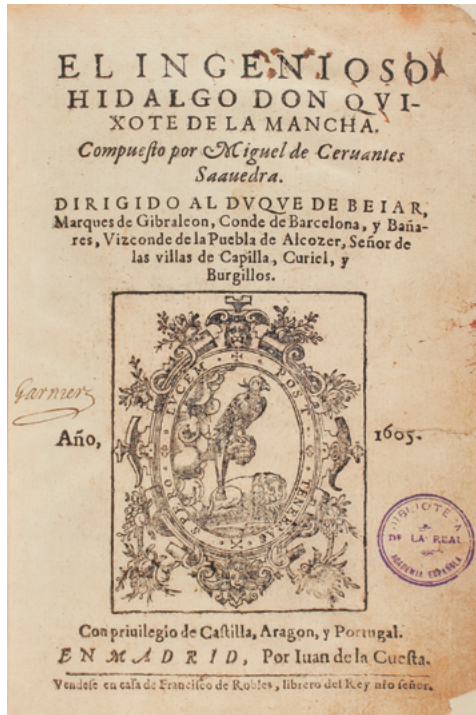 EL INGENIOSO
HIDALGO DON QVI-
XOTE DE LA MANCHA.
Compuesto por Miguel de Ceruantes
Saauedra.
DIRIGIDO AL DVQVE DE BEIAR,
Marques de Gibraleon, Conde de Barcelona, y Baña-
res, Vizconde de la Puebla de Alcozer, Señor de
las villas de Capilla, Curiel, y
Burgillos.
SPERO LVCEM POST TENEBRAS
Garnier
Año, 1605.
BIBLIOTECA
DE LA REAL
ACADEMIA ESPAÑOLA
Con priuilegio de Castilla, Aragon, y Portugal.
EN MADRID, Por Iuan de la Cuesta.
Vendese en casa de Francisco de Robles, librero del Rey nro señor.